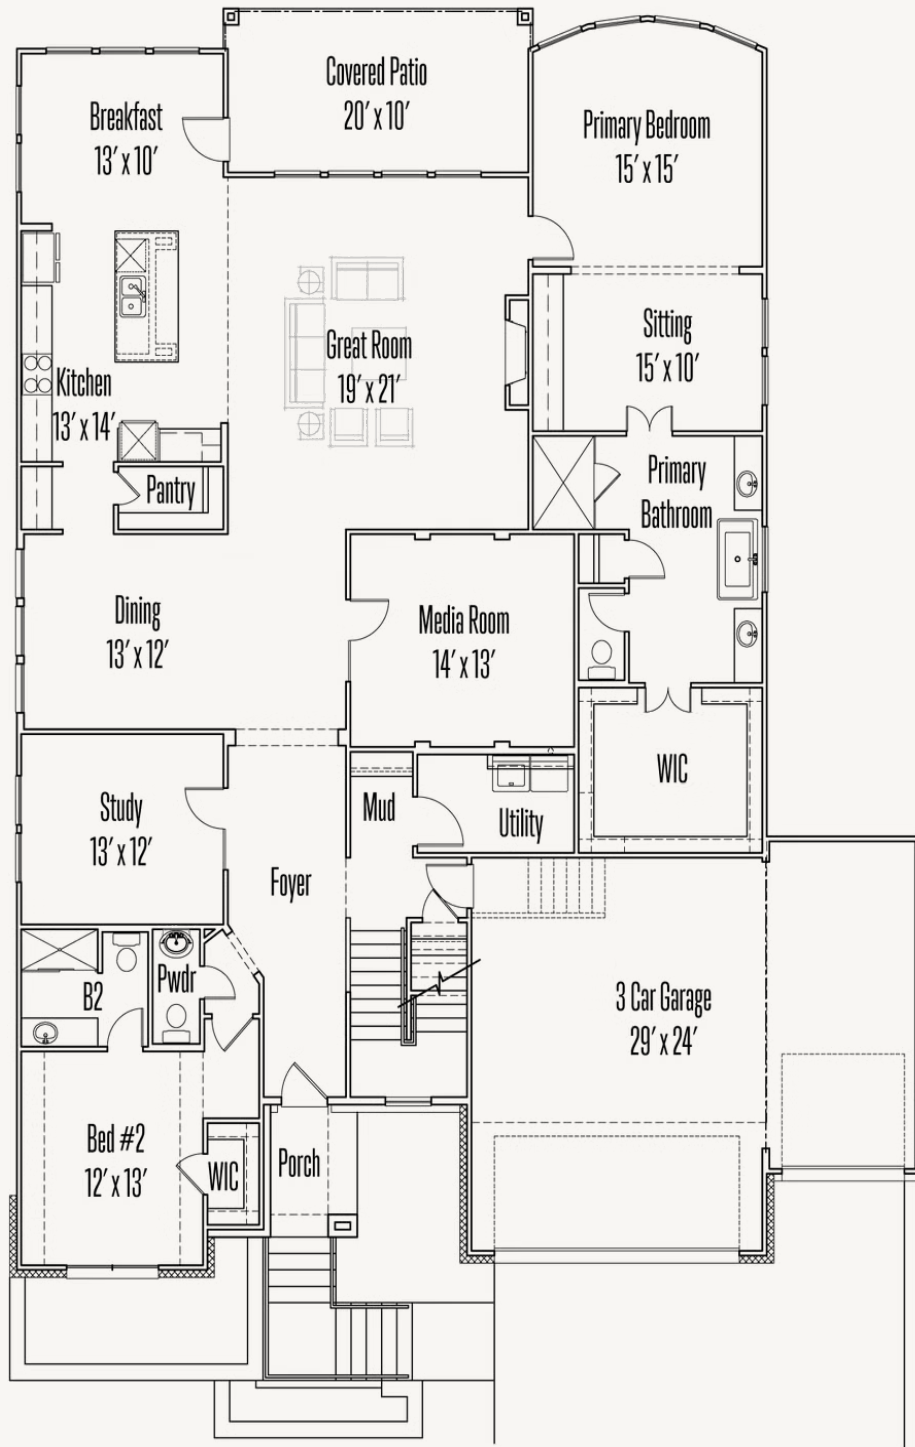 Covered Patio
20' x 10'
Breakfast
13' x 10'
Primary Bedroom
15' x 15'
Sitting
15' x 10'
Great Room
19' x 21'
Kitchen
13' x 14'
Pantry
Primary
Bathroom
Dining
13' x 12'
Media Room
14' x 13'
WIC
Study
13' x 12'
Mud
Utility
Foyer
B2
Pwdr
3 Car Garage
29' x 24'
Bed #2
12' x 13'
WIC
Porch